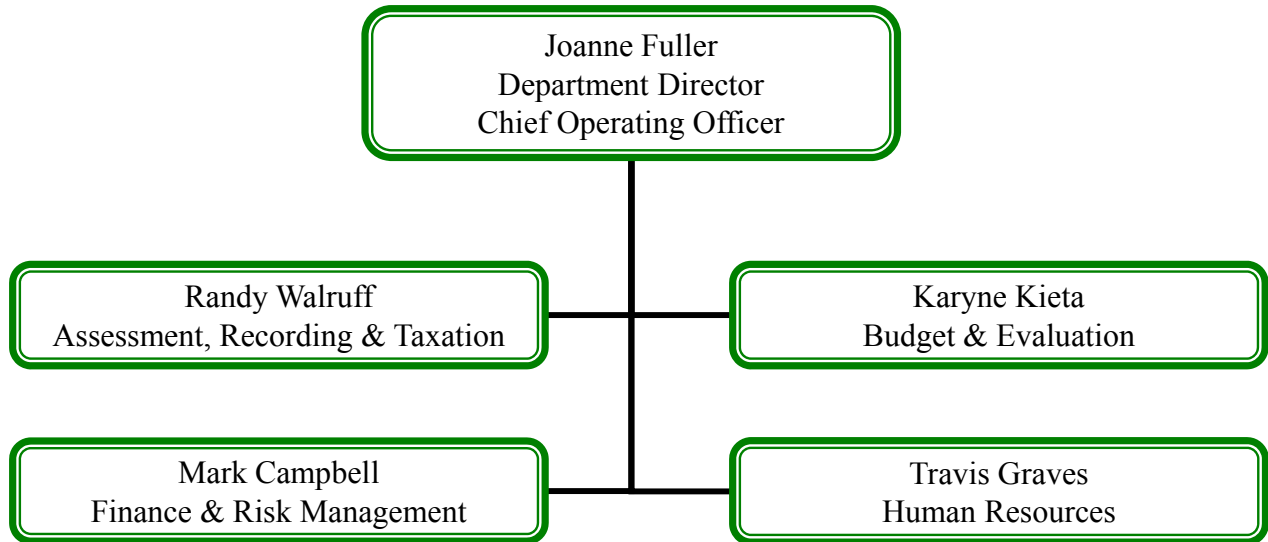 Joanne Fuller
Department Director
Chief Operating Officer
Randy Walruff
Assessment, Recording & Taxation
Karyne Kieta
Budget & Evaluation
Mark Campbell
Finance & Risk Management
Travis Graves
Human Resources